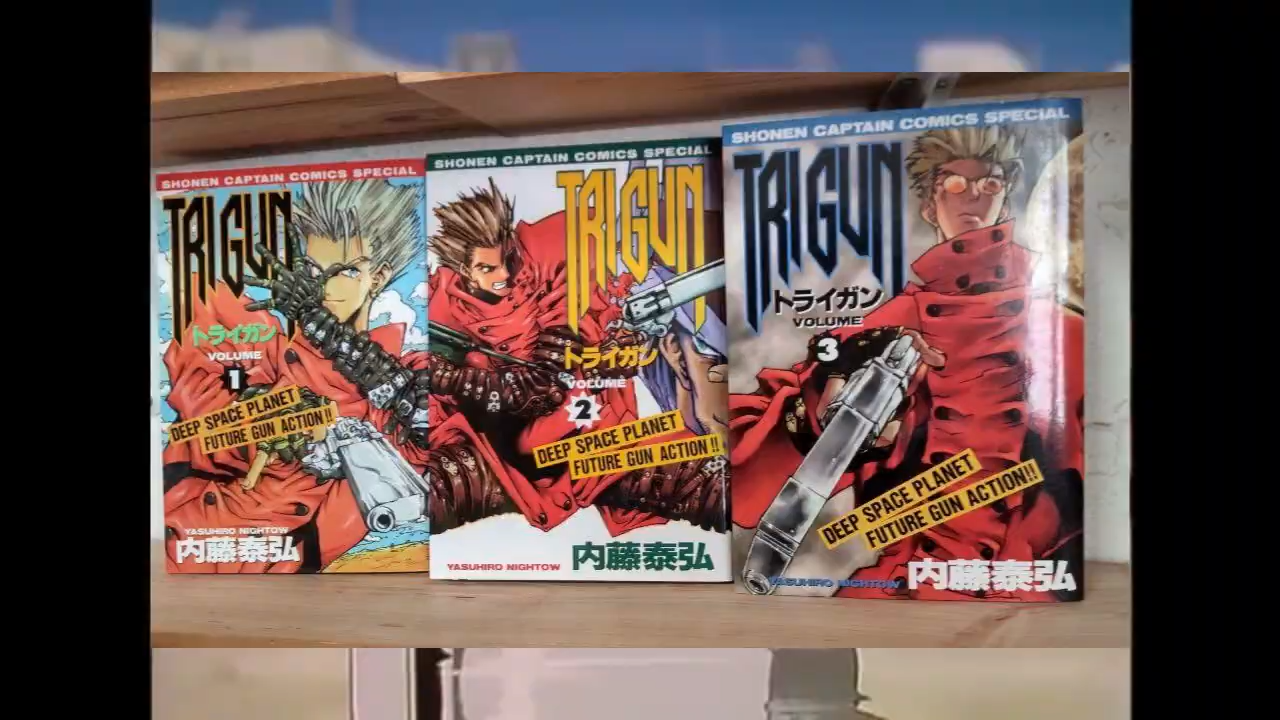 SHONEN CAPTAIN COMICS SPECIAL
TRIGUN
トライガン
VOLUME
1
DEEP SPACE PLANET
FUTURE GUN ACTION!!
YASUHIRO NIGHTOW
内藤泰弘
SHONEN CAPTAIN COMICS SPECIAL
TRIGUN
トライガン
VOLUME
2
DEEP SPACE PLANET
FUTURE GUN ACTION!!
YASUHIRO NIGHTOW 内藤泰弘
SHONEN CAPTAIN COMICS SPECIAL
TRIGUN
トライガン
VOLUME
3
DEEP SPACE PLANET
FUTURE GUN ACTION!!
YASUHIRO NIGHTOW 内藤泰弘